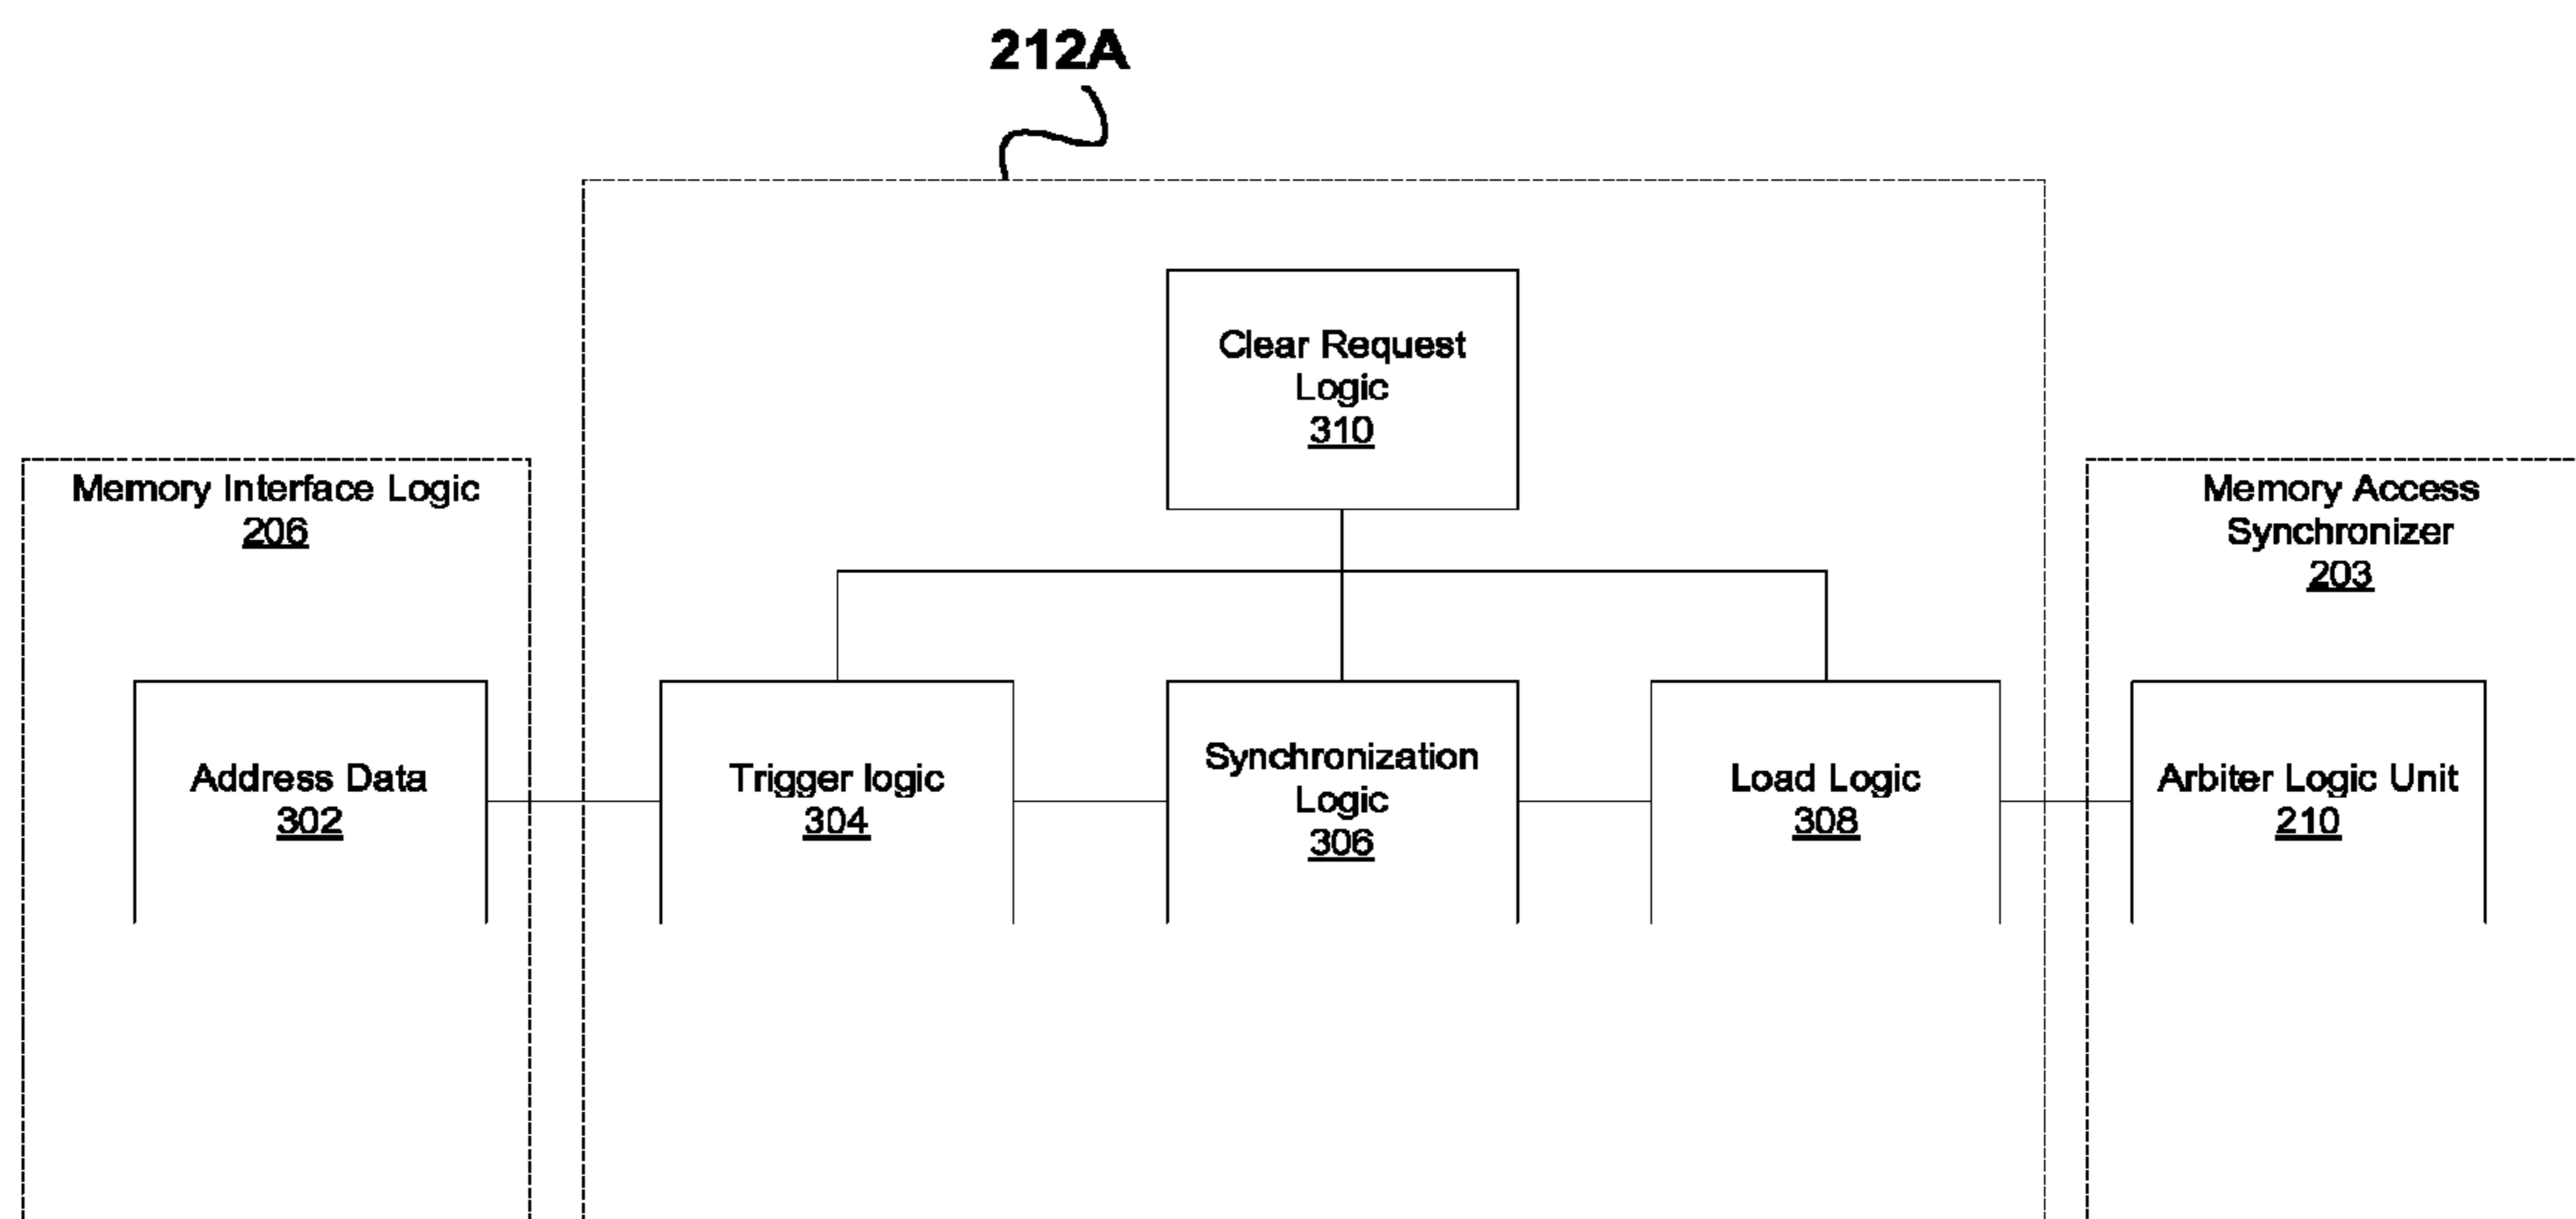 212A
Clear Request
Logic
310
Memory Interface Logic
206
Memory Access
Synchronizer
203
Address Data
302
Trigger logic
304
Synchronization
Logic
306
Load Logic
308
Arbiter Logic Unit
210